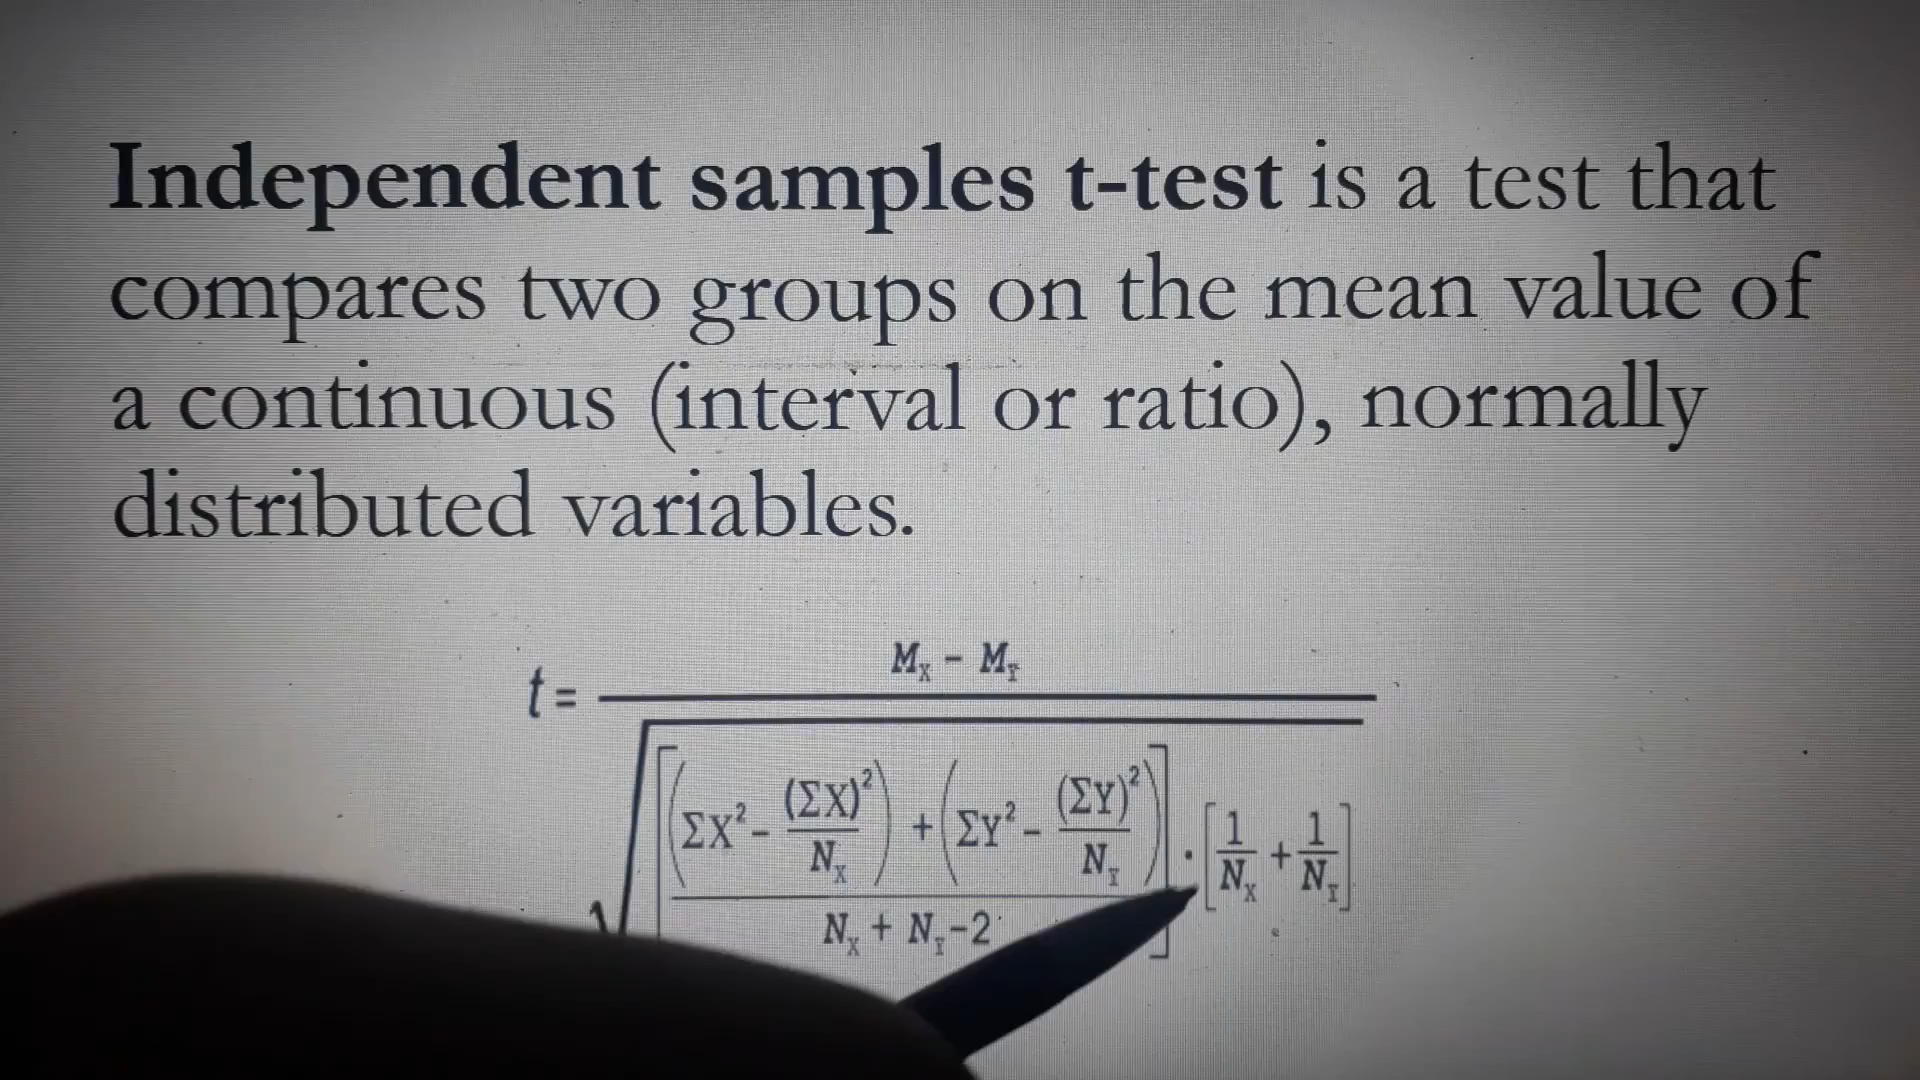 Independent samples t-test is a test that
compares two groups on the mean value of
a continuous (interval or ratio), normally
distributed variables.
t = (M_X - M_Y) / √[ ( (ΣX² - (ΣX)² / N_X) + (ΣY² - (ΣY)² / N_Y) ) / (N_X + N_Y - 2) ] · [ 1/N_X + 1/N_Y ]